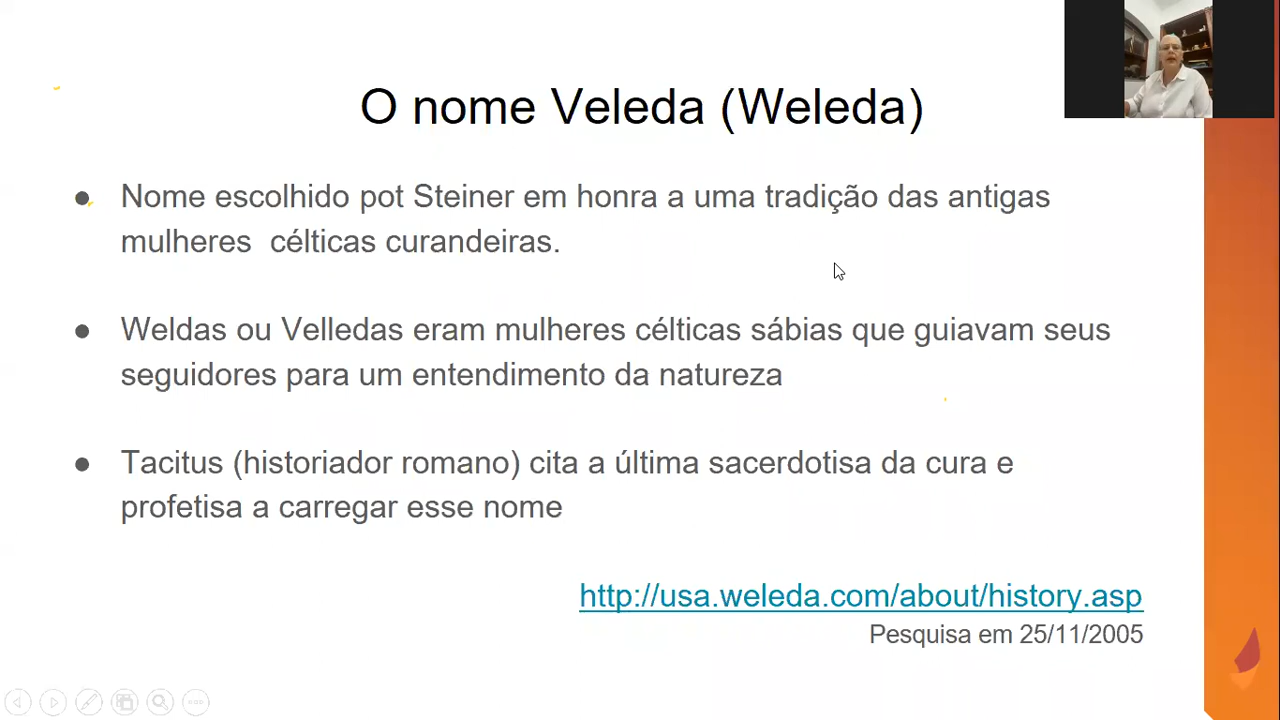 O nome Veleda (Weleda)
● Nome escolhido pot Steiner em honra a uma tradição das antigas
mulheres  célticas curandeiras.
● Weldas ou Velledas eram mulheres célticas sábias que guiavam seus
seguidores para um entendimento da natureza
● Tacitus (historiador romano) cita a última sacerdotisa da cura e
profetisa a carregar esse nome
http://usa.weleda.com/about/history.asp
Pesquisa em 25/11/2005